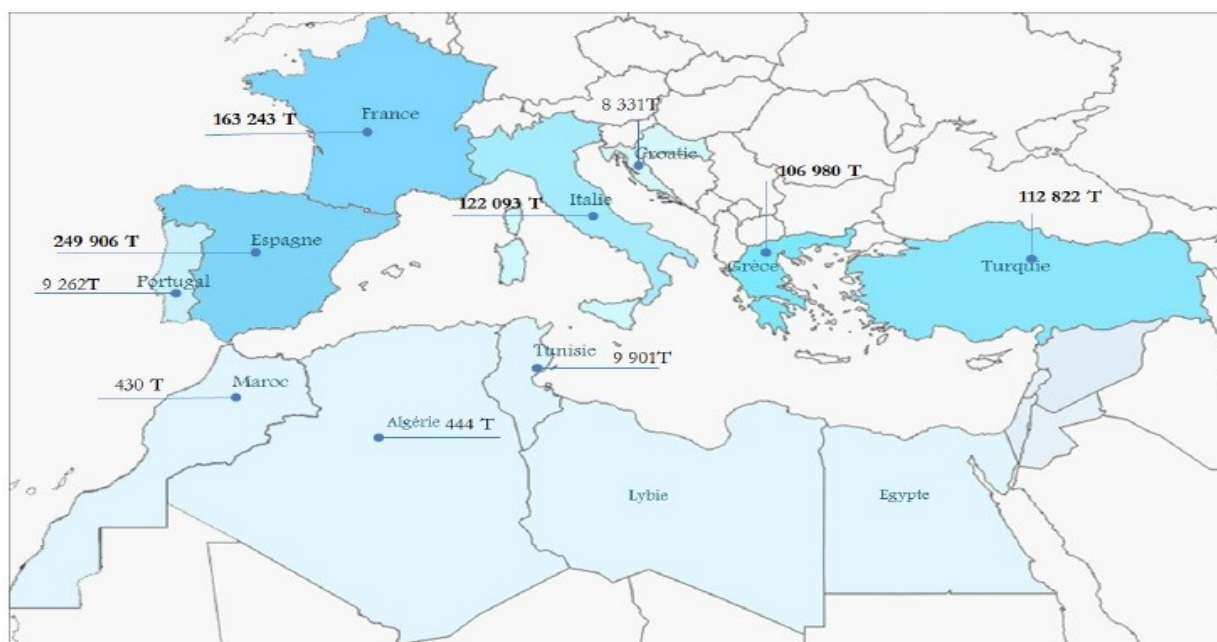 8 331T
France
163 243 T
Croatie
106 980 T
112 822 T
122 093 T
Italie
249 906 T
Espagne
Grèce
Turquie
9 262T
Portugal
Tunisie
9 901T
430 T
Maroc
Algérie 444 T
Lybie
Egypte